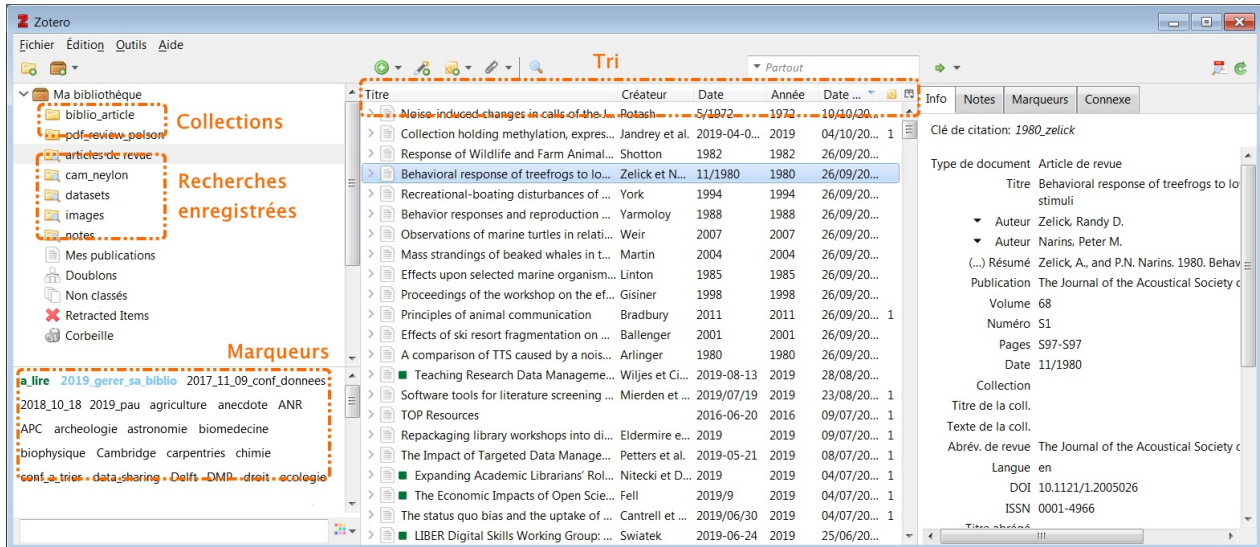 Zotero
Fichier Édition Outils Aide
Tri
Partout
Ma bibliothèque
biblio_article
pdf_review_polson
Collections
articles de revue
cam_neylon
datasets
images
notes
Recherches
enregistrées
Mes publications
Doublons
Non classés
Retracted Items
Corbeille
Marqueurs
a_lire 2019_gerer_sa_biblio 2017_11_09_conf_donnees
2018_10_18 2019_pau agriculture anecdote ANR
APC archeologie astronomie biomedecine
biophysique Cambridge carpentries chimie
conf_a_trier data-sharing Delft DMP droit ecologie
Titre Créateur Date Année Date ...
Noise-induced changes in calls of the J... Potash 5/1972 1972 10/10/20...
Collection holding methylation, expres... Jandrey et al. 2019-04-0... 2019 04/10/20... 1
Response of Wildlife and Farm Animal... Shotton 1982 1982 26/09/20...
Behavioral response of treefrogs to lo... Zelick et N... 11/1980 1980 26/09/20...
Recreational-boating disturbances of ... York 1994 1994 26/09/20...
Behavior responses and reproduction ... Yarmoloy 1988 1988 26/09/20...
Observations of marine turtles in relati... Weir 2007 2007 26/09/20...
Mass strandings of beaked whales in t... Martin 2004 2004 26/09/20...
Effects upon selected marine organism... Linton 1985 1985 26/09/20...
Proceedings of the workshop on the ef... Gisiner 1998 1998 26/09/20...
Principles of animal communication Bradbury 2011 2011 26/09/20... 1
Effects of ski resort fragmentation on ... Ballenger 2001 2001 26/09/20...
A comparison of TTS caused by a nois... Arlinger 1980 1980 26/09/20...
Teaching Research Data Manageme... Wiljes et Ci... 2019-08-13 2019 28/08/20...
Software tools for literature screening ... Mierden et ... 2019/07/19 2019 23/08/20... 1
TOP Resources 2016-06-20 2016 09/07/20... 1
Repackaging library workshops into di... Eldermire e... 2019 2019 09/07/20... 1
The Impact of Targeted Data Manage... Petters et al. 2019-05-21 2019 08/07/20... 1
Expanding Academic Librarians' Rol... Nitecki et D... 2019 2019 04/07/20... 1
The Economic Impacts of Open Scie... Fell 2019/9 2019 04/07/20... 1
The status quo bias and the uptake of ... Cantrell et ... 2019/06/30 2019 04/07/20... 1
LIBER Digital Skills Working Group: ... Swiatek 2019-06-24 2019 25/06/20...
Info Notes Marqueurs Connexe
Clé de citation: 1980_zelick
Type de document Article de revue
Titre Behavioral response of treefrogs to lo
stimuli
Auteur Zelick, Randy D.
Auteur Narins, Peter M.
(...) Résumé Zelick, A., and P.N. Narins. 1980. Behav
Publication The Journal of the Acoustical Society o
Volume 68
Numéro S1
Pages S97-S97
Date 11/1980
Collection
Titre de la coll.
Texte de la coll.
Abrév. de revue The Journal of the Acoustical Society o
Langue en
DOI 10.1121/1.2005026
ISSN 0001-4966
Titre abrégé